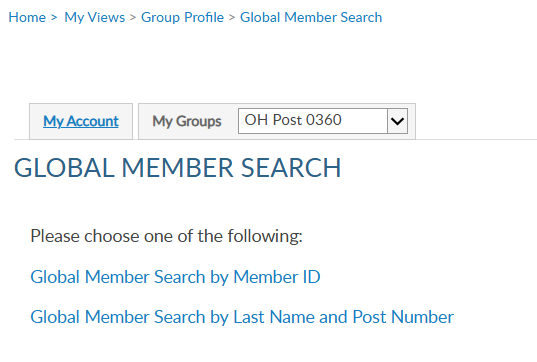 Home > My Views > Group Profile > Global Member Search
My Account My Groups OH Post 0360
GLOBAL MEMBER SEARCH
Please choose one of the following:
Global Member Search by Member ID
Global Member Search by Last Name and Post Number